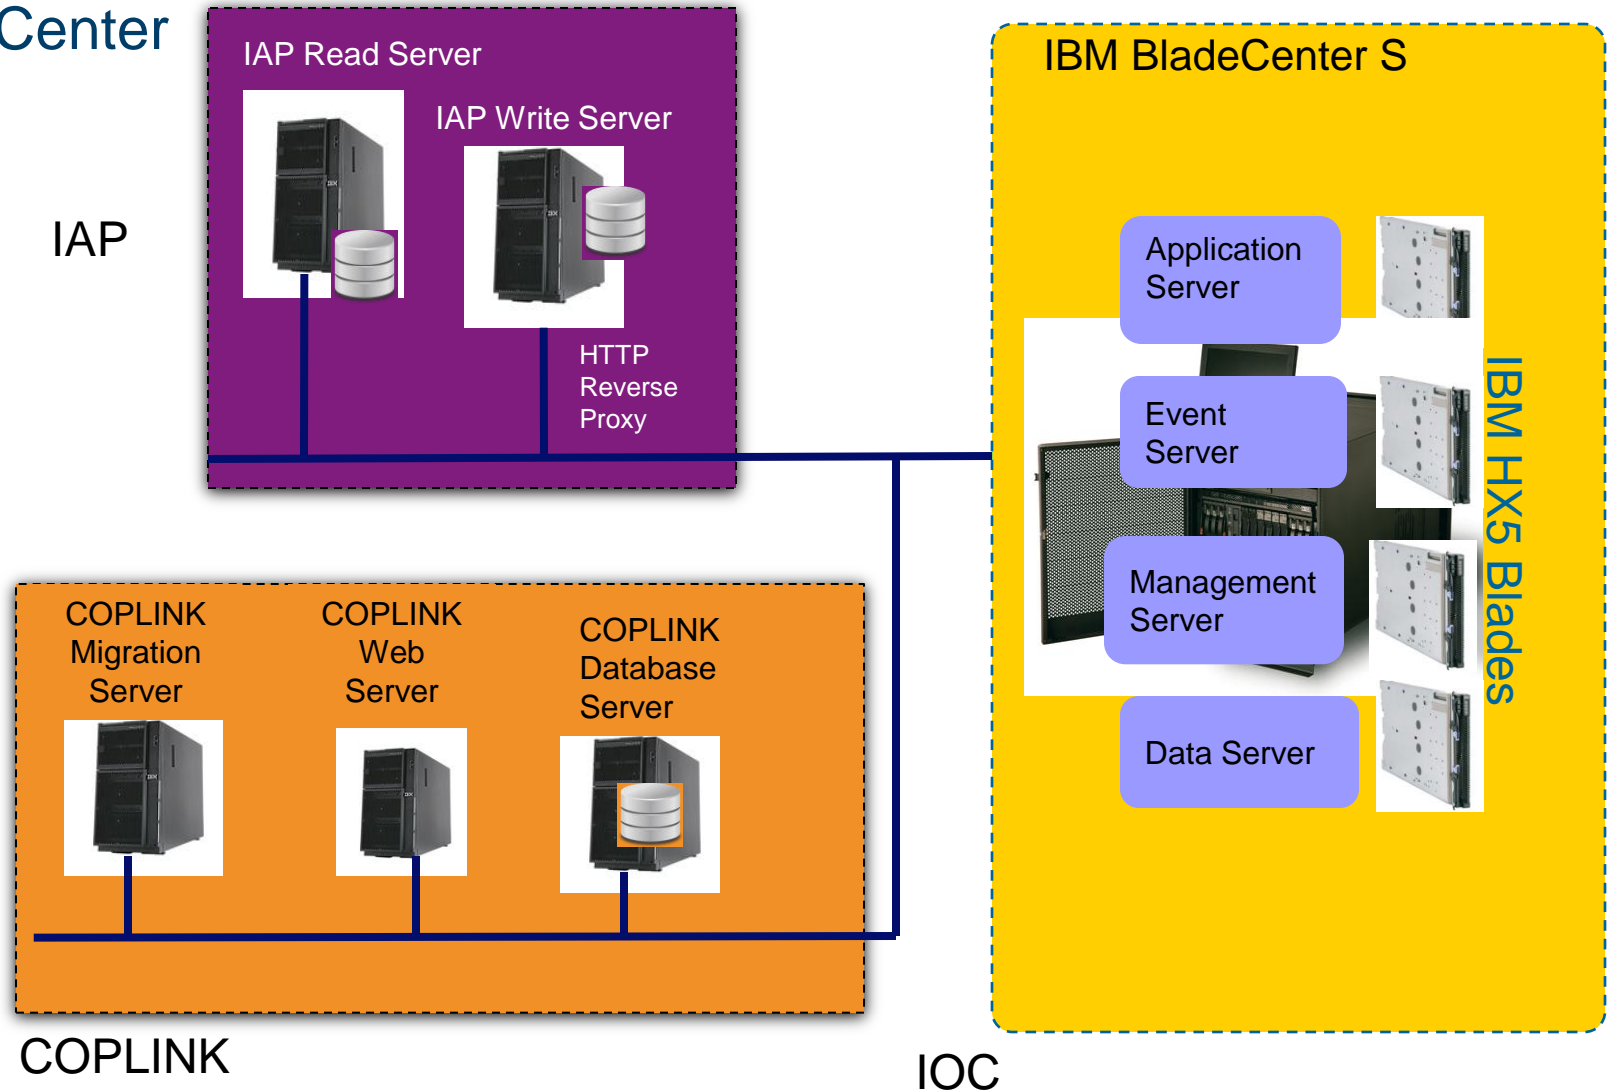 Center
IAP Read Server
IAP Write Server
IAP
HTTP
Reverse
Proxy
IBM BladeCenter S
Application
Server
Event
Server
Management
Server
Data Server
IBM HX5 Blades
COPLINK
Migration
Server
COPLINK
Web
Server
COPLINK
Database
Server
COPLINK
IOC